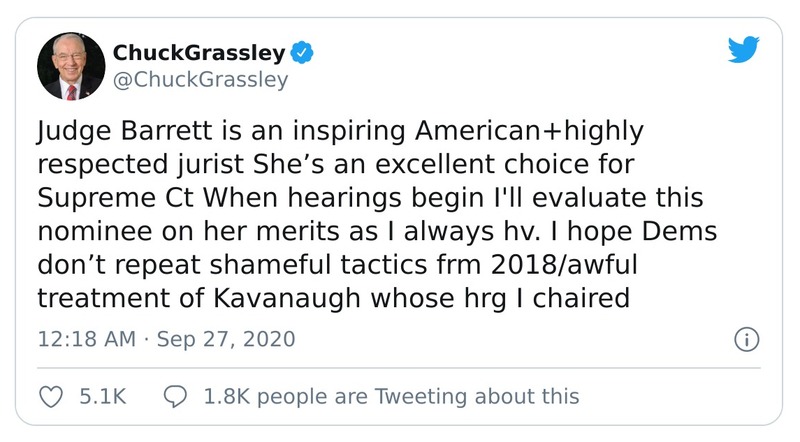 ChuckGrassley
@ChuckGrassley
Judge Barrett is an inspiring American+highly
respected jurist She’s an excellent choice for
Supreme Ct When hearings begin I'll evaluate this
nominee on her merits as I always hv. I hope Dems
don’t repeat shameful tactics frm 2018/awful
treatment of Kavanaugh whose hrg I chaired
12:18 AM · Sep 27, 2020
5.1K 1.8K people are Tweeting about this